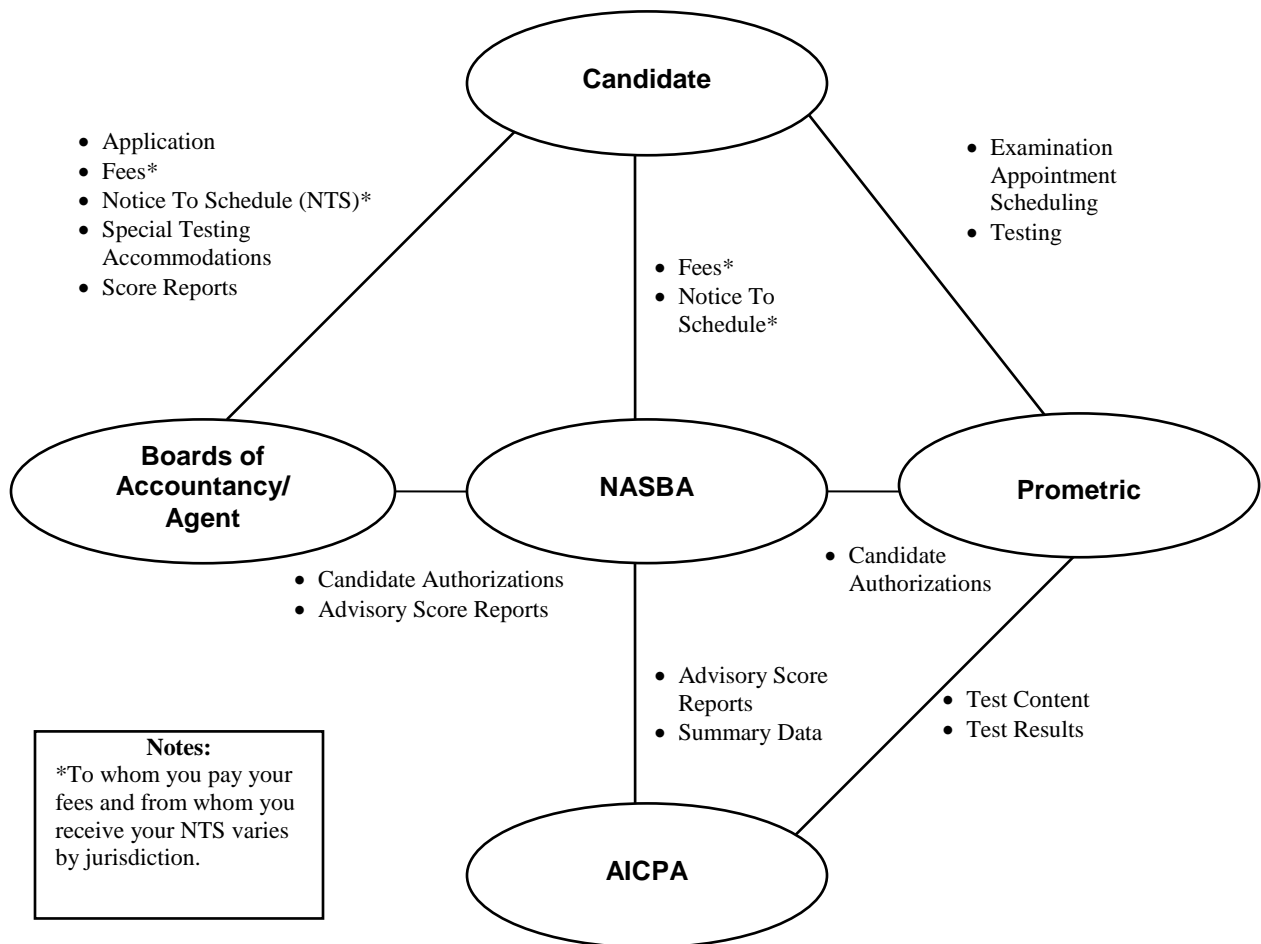 Candidate
• Application
• Fees*
• Notice To Schedule (NTS)*
• Special Testing
Accommodations
• Score Reports
• Fees*
• Notice To
Schedule*
• Examination
Appointment
Scheduling
• Testing
Boards of
Accountancy/
Agent
NASBA
Prometric
• Candidate Authorizations
• Advisory Score Reports
• Candidate
Authorizations
• Advisory Score
Reports
• Summary Data
• Test Content
• Test Results
Notes:
*To whom you pay your
fees and from whom you
receive your NTS varies
by jurisdiction.
AICPA